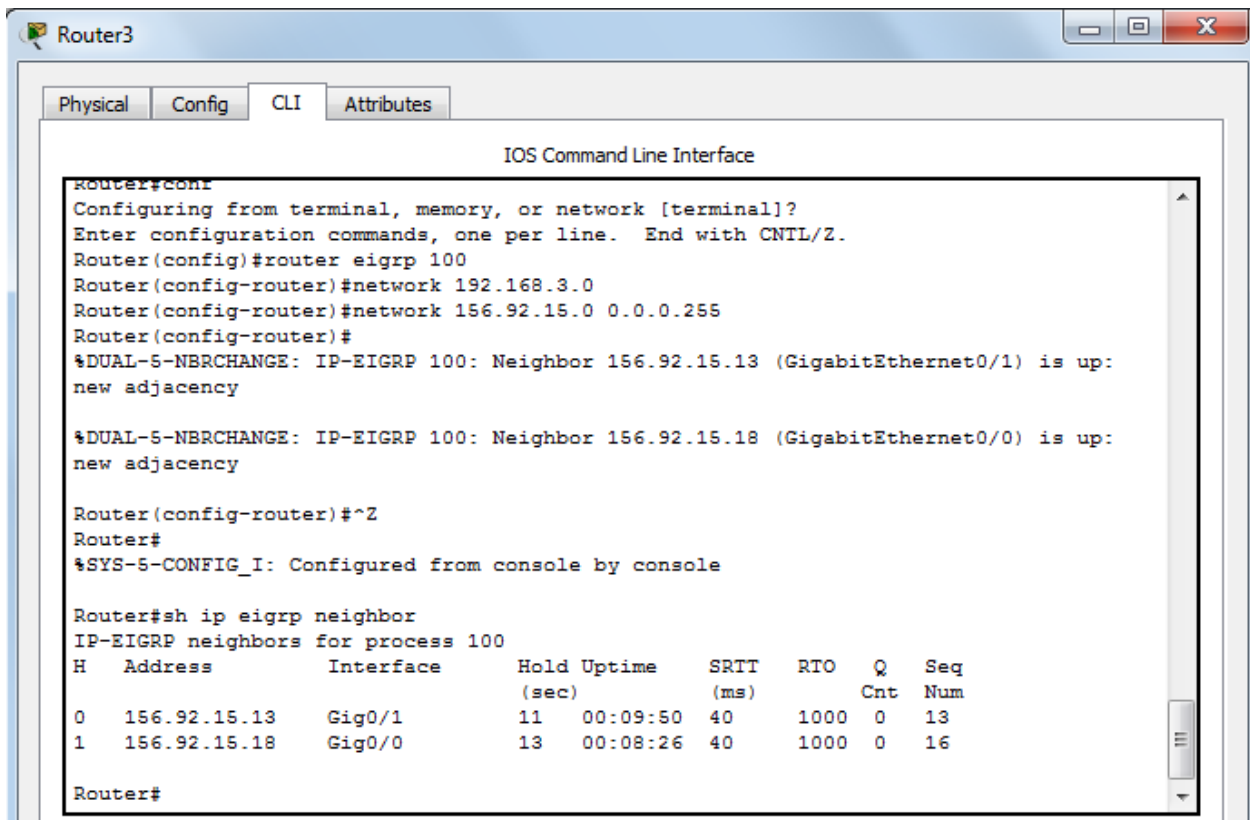 Router3
Physical Config CLI Attributes
IOS Command Line Interface
Router#conf
Configuring from terminal, memory, or network [terminal]?
Enter configuration commands, one per line.  End with CNTL/Z.
Router(config)#router eigrp 100
Router(config-router)#network 192.168.3.0
Router(config-router)#network 156.92.15.0 0.0.0.255
Router(config-router)#
%DUAL-5-NBRCHANGE: IP-EIGRP 100: Neighbor 156.92.15.13 (GigabitEthernet0/1) is up:
new adjacency
%DUAL-5-NBRCHANGE: IP-EIGRP 100: Neighbor 156.92.15.18 (GigabitEthernet0/0) is up:
new adjacency
Router(config-router)#^Z
Router#
%SYS-5-CONFIG_I: Configured from console by console
Router#sh ip eigrp neighbor
IP-EIGRP neighbors for process 100
H   Address         Interface      Hold Uptime    SRTT   RTO   Q   Seq
(sec)           (ms)        Cnt  Num
0   156.92.15.13    Gig0/1         11   00:09:50  40     1000  0   13
1   156.92.15.18    Gig0/0         13   00:08:26  40     1000  0   16
Router#